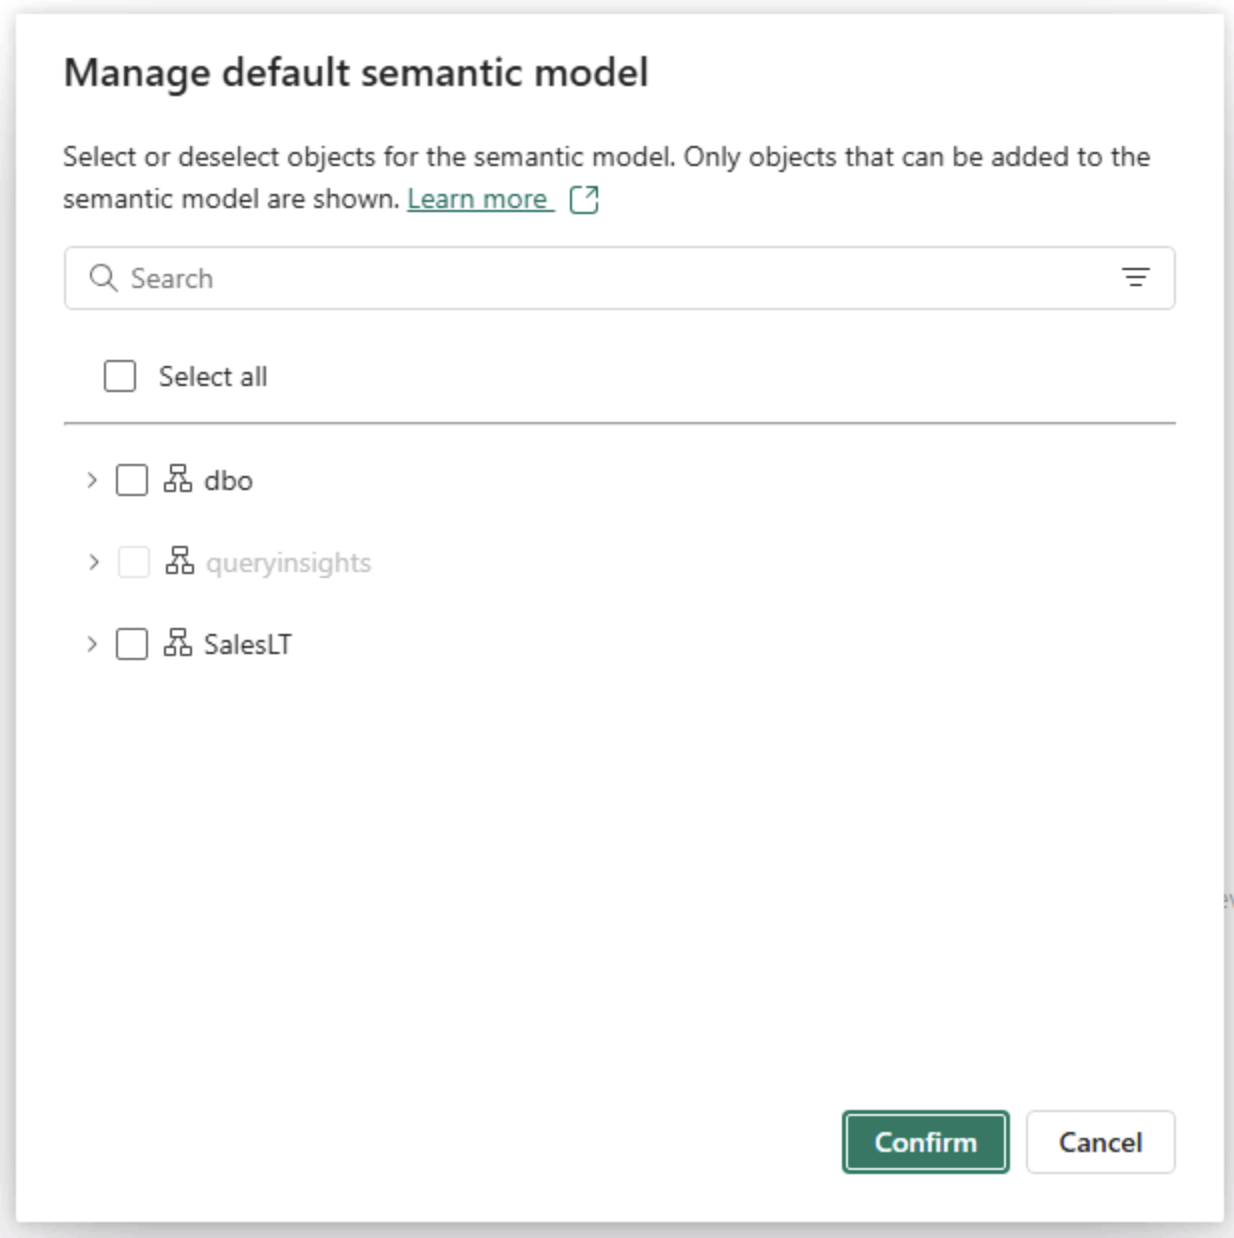 Manage default semantic model
Select or deselect objects for the semantic model. Only objects that can be added to the
semantic model are shown. Learn more
Search
Select all
dbo
queryinsights
SalesLT
Confirm
Cancel